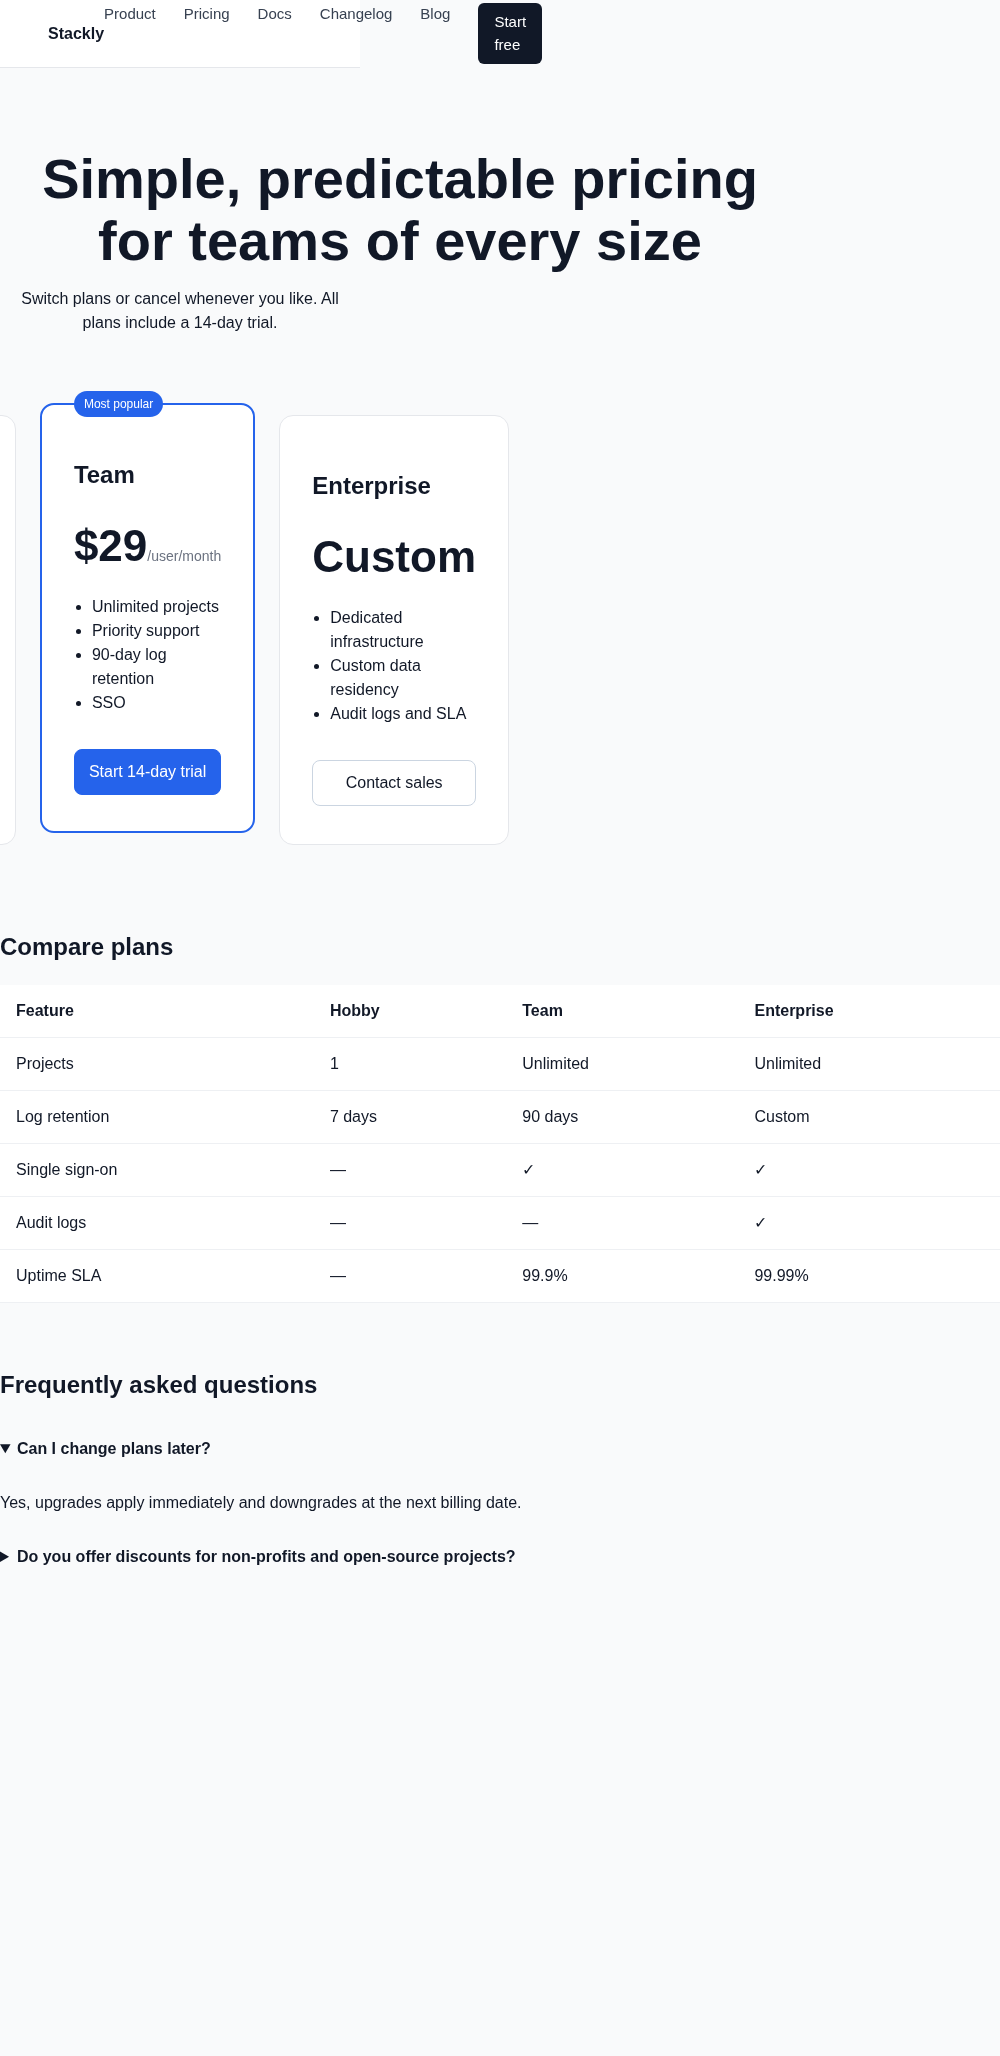 Stackly
Product Pricing Docs Changelog Blog
Start
free
Simple, predictable pricing
for teams of every size
Switch plans or cancel whenever you like. All
plans include a 14-day trial.
Most popular
Team
$29/user/month
• Unlimited projects
• Priority support
• 90-day log
retention
• SSO
Start 14-day trial
Enterprise
Custom
• Dedicated
infrastructure
• Custom data
residency
• Audit logs and SLA
Contact sales
Compare plans
Feature Hobby Team Enterprise
Projects 1 Unlimited Unlimited
Log retention 7 days 90 days Custom
Single sign-on — ✓ ✓
Audit logs — — ✓
Uptime SLA — 99.9% 99.99%
Frequently asked questions
▼ Can I change plans later?
Yes, upgrades apply immediately and downgrades at the next billing date.
▶ Do you offer discounts for non-profits and open-source projects?